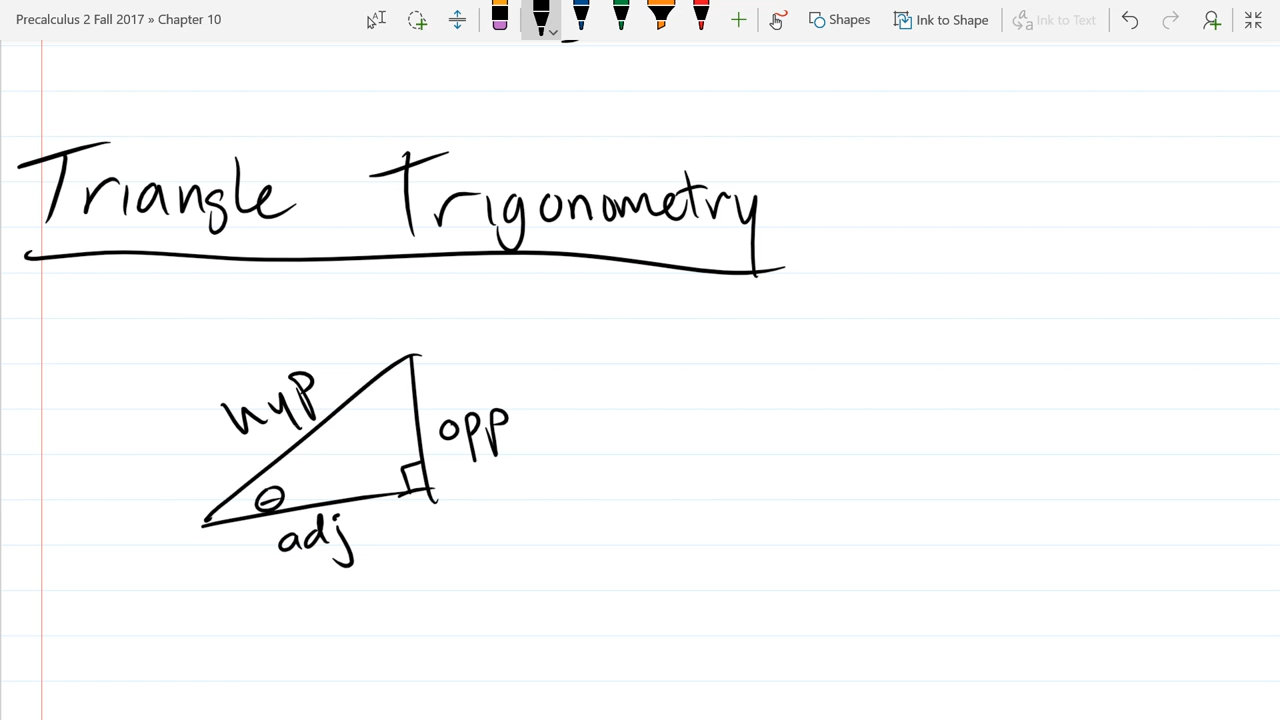 Precalculus 2 Fall 2017 » Chapter 10
Shapes
Ink to Shape
Ink to Text
Triangle Trigonometry
hyp
opp
θ
adj